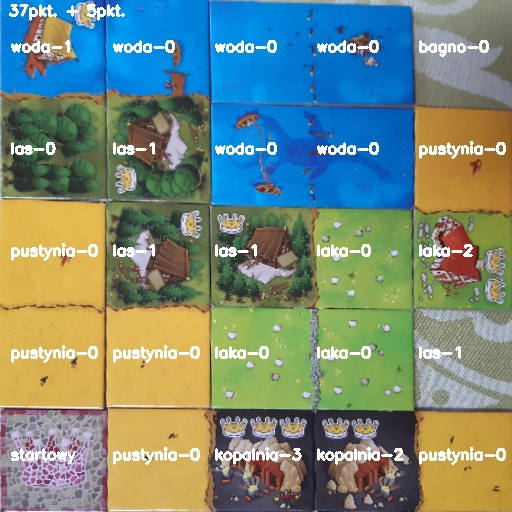 37pkt. + 5pkt.
woda-1 woda-0 woda-0 woda-0 bagno-0
las-0 las-1 woda-0 woda-0 pustynia-0
pustynia-0 las-1 las-1 laka-0 laka-2
pustynia-0 pustynia-0 laka-0 laka-0 las-1
startowy pustynia-0 kopalnia-3 kopalnia-2 pustynia-0